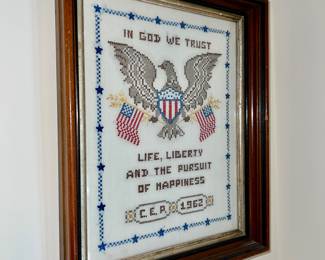 IN GOD WE TRUST
LIFE, LIBERTY
AND THE PURSUIT
OF HAPPINESS
C.E.P. 1962